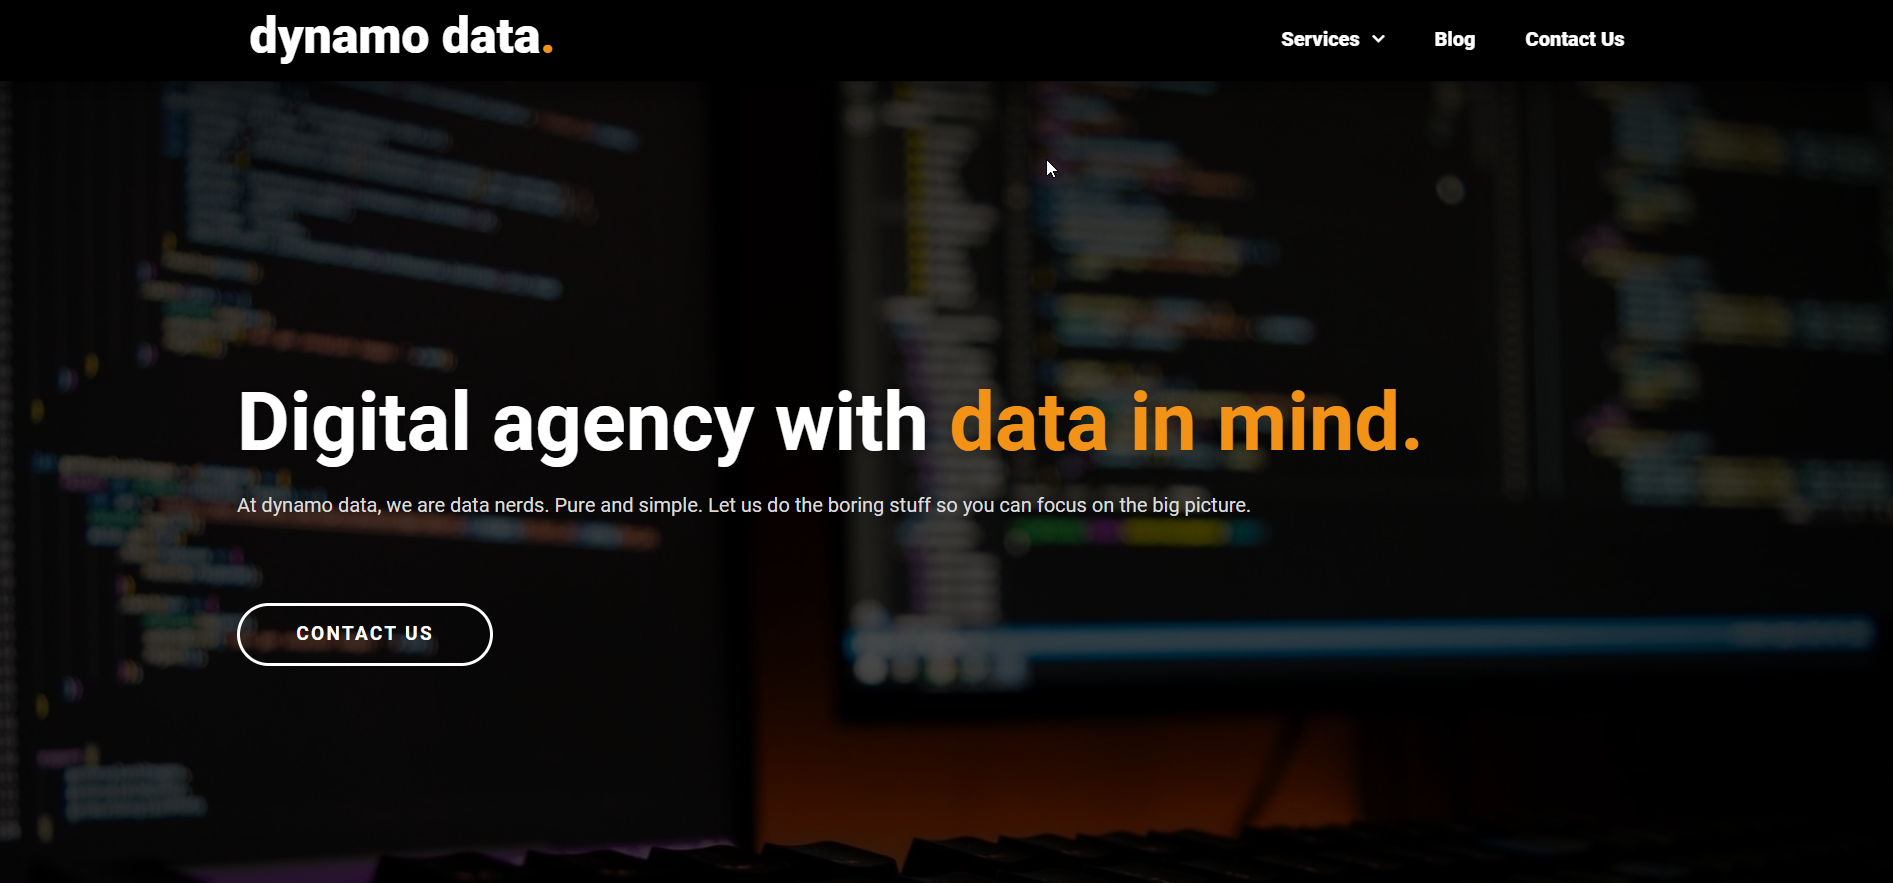 dynamo data.
Services
Blog
Contact Us
Digital agency with data in mind.
At dynamo data, we are data nerds. Pure and simple. Let us do the boring stuff so you can focus on the big picture.
CONTACT US